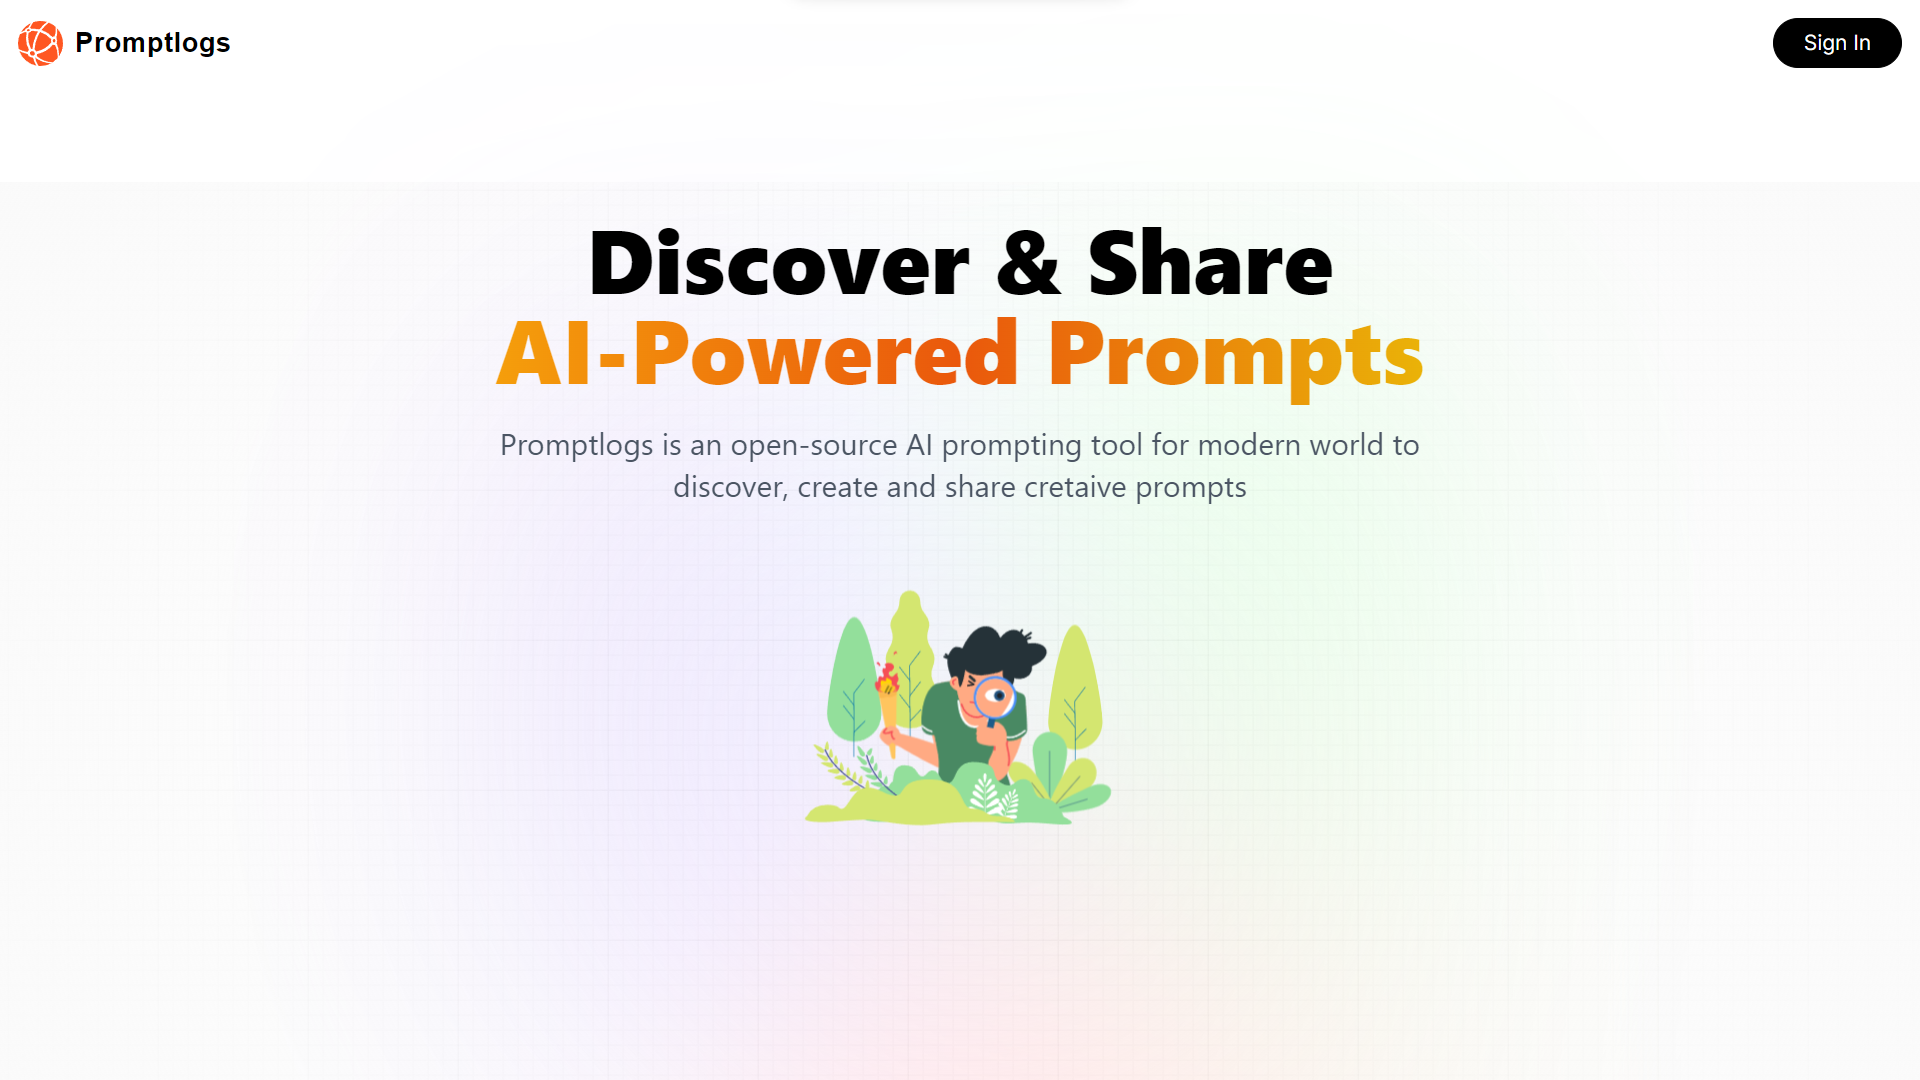 Promptlogs
Sign In
Discover & Share
AI-Powered Prompts
Promptlogs is an open-source AI prompting tool for modern world to
discover, create and share cretaive prompts